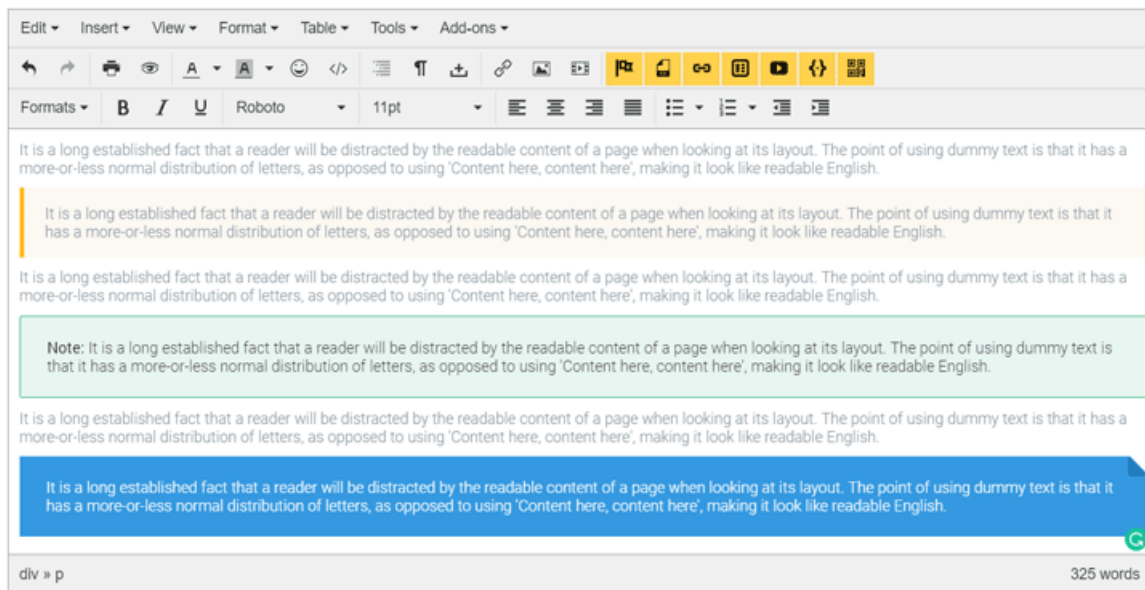 Edit Insert View Format Table Tools Add-ons
A A
Formats B I U Roboto 11pt
It is a long established fact that a reader will be distracted by the readable content of a page when looking at its layout. The point of using dummy text is that it has a
more-or-less normal distribution of letters, as opposed to using 'Content here, content here', making it look like readable English.
It is a long established fact that a reader will be distracted by the readable content of a page when looking at its layout. The point of using dummy text is that it
has a more-or-less normal distribution of letters, as opposed to using 'Content here, content here', making it look like readable English.
It is a long established fact that a reader will be distracted by the readable content of a page when looking at its layout. The point of using dummy text is that it has a
more-or-less normal distribution of letters, as opposed to using 'Content here, content here', making it look like readable English.
Note: It is a long established fact that a reader will be distracted by the readable content of a page when looking at its layout. The point of using dummy text is
that it has a more-or-less normal distribution of letters, as opposed to using 'Content here, content here', making it look like readable English.
It is a long established fact that a reader will be distracted by the readable content of a page when looking at its layout. The point of using dummy text is that it has a
more-or-less normal distribution of letters, as opposed to using 'Content here, content here', making it look like readable English.
It is a long established fact that a reader will be distracted by the readable content of a page when looking at its layout. The point of using dummy text is that it
has a more-or-less normal distribution of letters, as opposed to using 'Content here, content here', making it look like readable English.
div » p 325 words